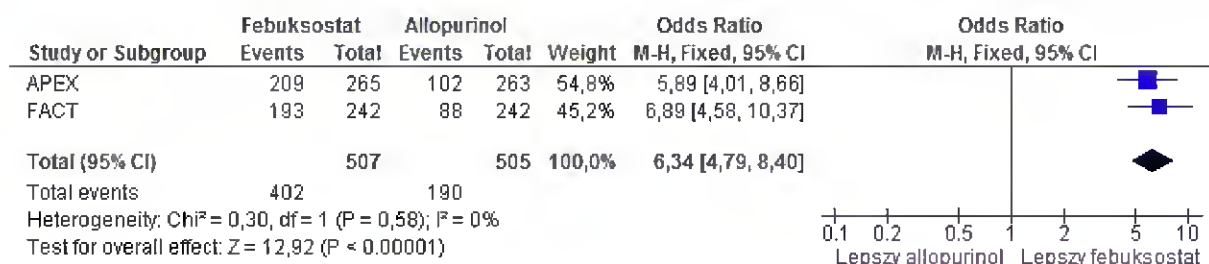 Febuksostat Allopurinol Odds Ratio Odds Ratio
Study or Subgroup Events Total Events Total Weight M-H, Fixed, 95% CI M-H, Fixed, 95% CI
APEX 209 265 102 263 54,8% 5,89 [4,01, 8,66]
FACT 193 242 88 242 45,2% 6,89 [4,58, 10,37]
Total (95% CI) 507 505 100,0% 6,34 [4,79, 8,40]
Total events 402 190
Heterogeneity: Chi² = 0,30, df = 1 (P = 0,58); I² = 0%
Test for overall effect: Z = 12,92 (P < 0.00001)
0.1 0.2 0.5 1 2 5 10
Lepszy allopurinol Lepszy febuksostat